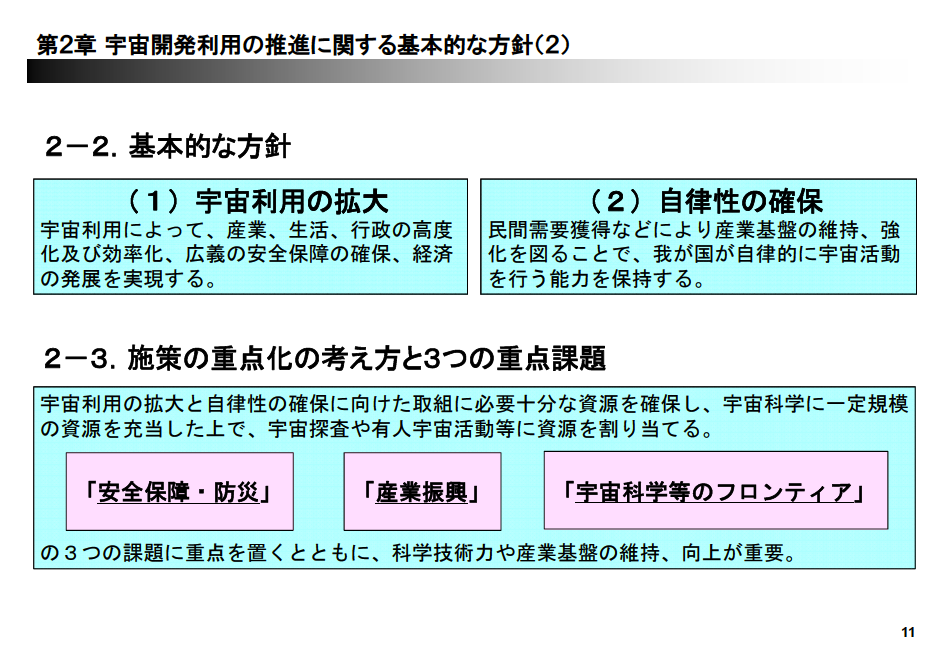 第2章 宇宙開発利用の推進に関する基本的な方針(2)
2-2. 基本的な方針
(1)宇宙利用の拡大
宇宙利用によって、産業、生活、行政の高度
化及び効率化、広義の安全保障の確保、経済
の発展を実現する。
(2)自律性の確保
民間需要獲得などにより産業基盤の維持、強
化を図ることで、我が国が自律的に宇宙活動
を行う能力を保持する。
2-3. 施策の重点化の考え方と3つの重点課題
宇宙利用の拡大と自律性の確保に向けた取組に必要十分な資源を確保し、宇宙科学に一定規模
の資源を充当した上で、宇宙探査や有人宇宙活動等に資源を割り当てる。
「安全保障・防災」
「産業振興」
「宇宙科学等のフロンティア」
の3つの課題に重点を置くとともに、科学技術力や産業基盤の維持、向上が重要。
11